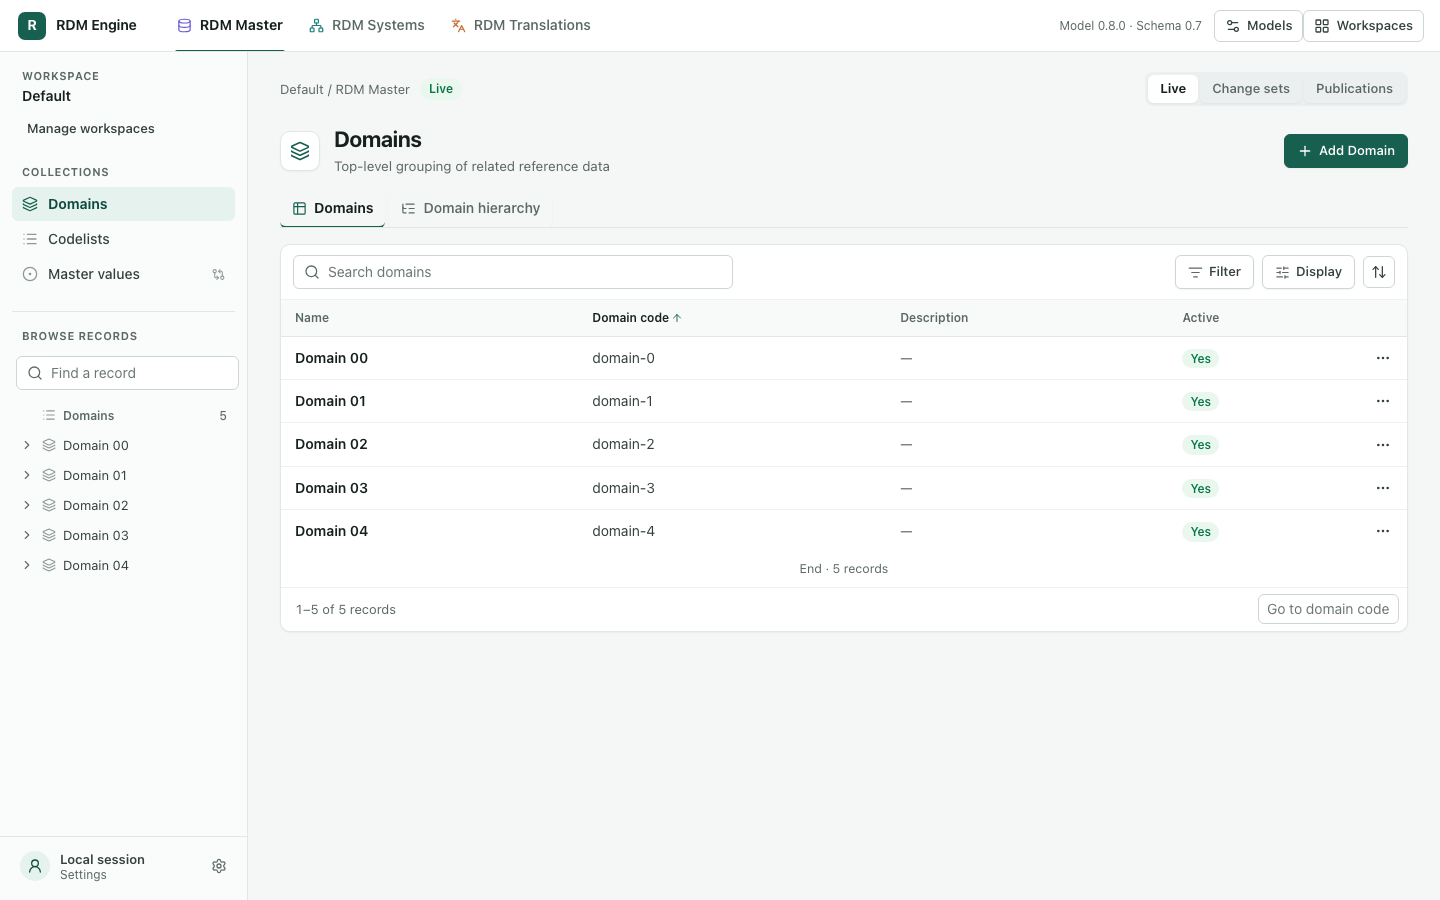 R RDM Engine RDM Master RDM Systems RDM Translations Model 0.8.0 · Schema 0.7 Models Workspaces
WORKSPACE
Default
Manage workspaces
COLLECTIONS
Domains
Codelists
Master values
BROWSE RECORDS
Find a record
Domains 5
Domain 00
Domain 01
Domain 02
Domain 03
Domain 04
Local session
Settings
Default / RDM Master Live Live Change sets Publications
Domains
Top-level grouping of related reference data
Add Domain
Domains Domain hierarchy
Search domains Filter Display
Name Domain code ↑ Description Active
Domain 00 domain-0 — Yes ...
Domain 01 domain-1 — Yes ...
Domain 02 domain-2 — Yes ...
Domain 03 domain-3 — Yes ...
Domain 04 domain-4 — Yes ...
End · 5 records
1–5 of 5 records Go to domain code